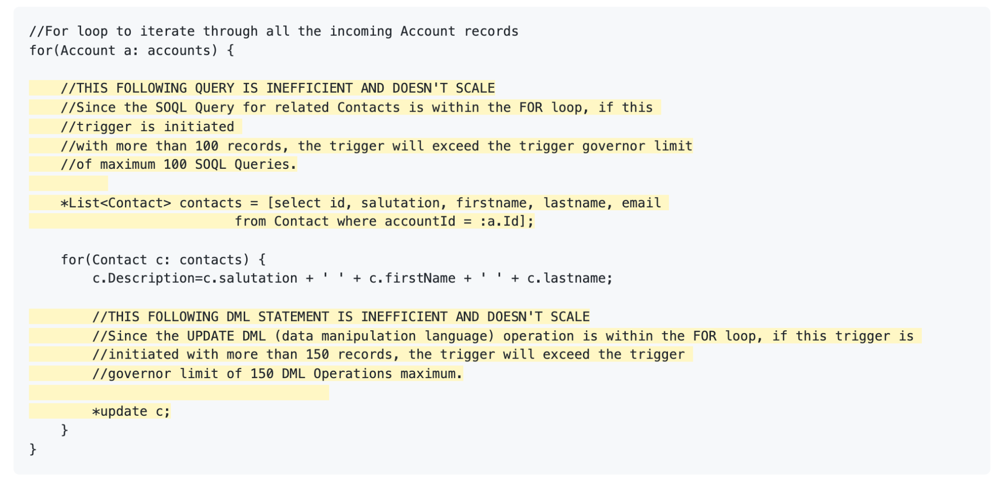 //For loop to iterate through all the incoming Account records
for(Account a: accounts) {
//THIS FOLLOWING QUERY IS INEFFICIENT AND DOESN'T SCALE
//Since the SOQL Query for related Contacts is within the FOR loop, if this
//trigger is initiated
//with more than 100 records, the trigger will exceed the trigger governor limit
//of maximum 100 SOQL Queries.
*List<Contact> contacts = [select id, salutation, firstname, lastname, email
from Contact where accountId = :a.Id];
for(Contact c: contacts) {
c.Description=c.salutation + ' ' + c.firstName + ' ' + c.lastname;
//THIS FOLLOWING DML STATEMENT IS INEFFICIENT AND DOESN'T SCALE
//Since the UPDATE DML (data manipulation language) operation is within the FOR loop, if this trigger is
//initiated with more than 150 records, the trigger will exceed the trigger
//governor limit of 150 DML Operations maximum.
*update c;
}
}